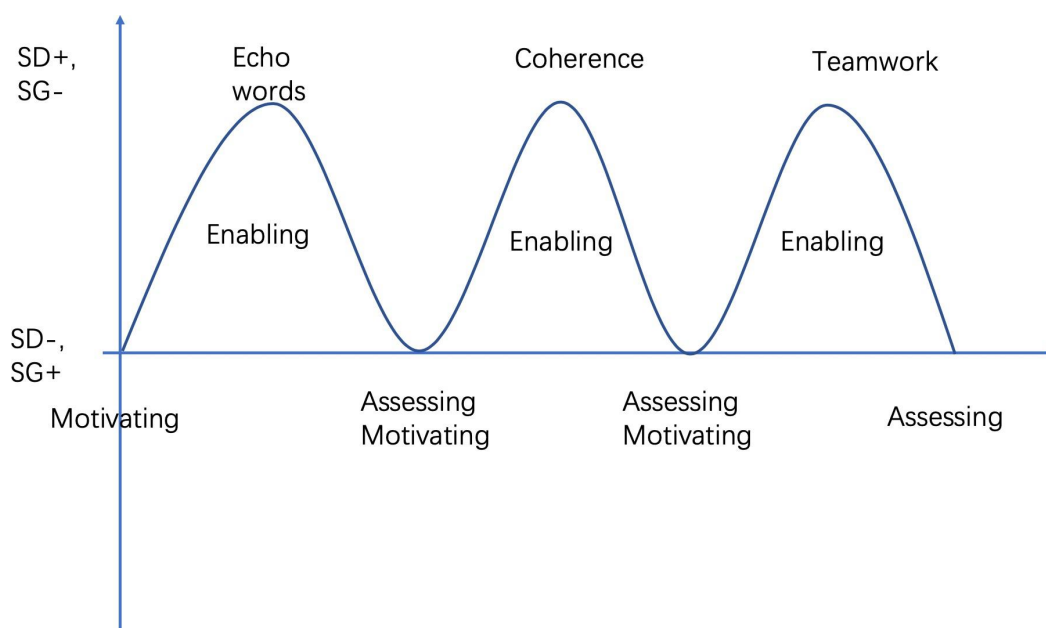 SD+,
SG-
Echo
words
Coherence
Teamwork
Enabling
Enabling
Enabling
SD-,
SG+
Motivating
Assessing
Motivating
Assessing
Motivating
Assessing